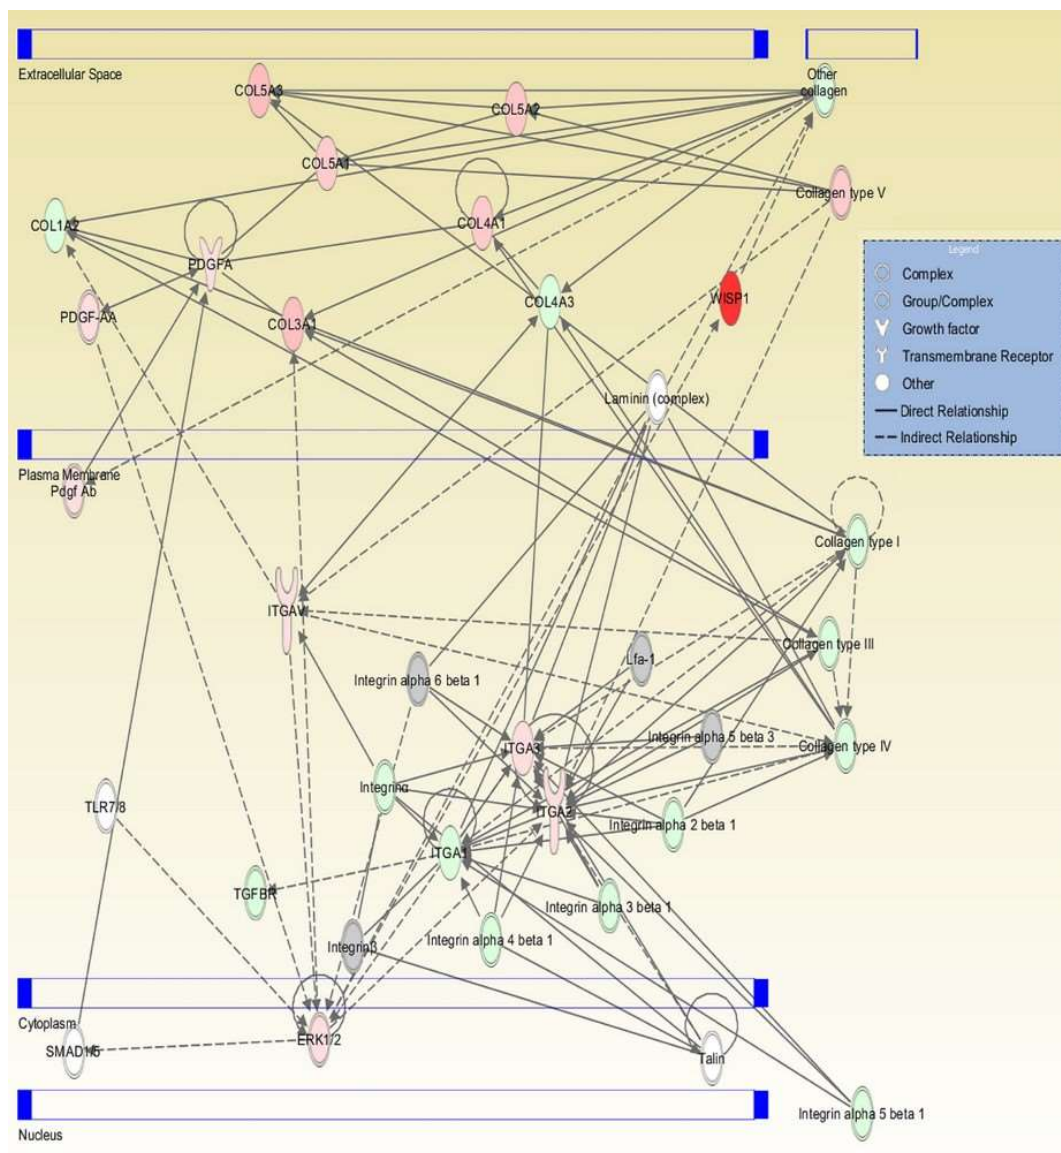 Extracellular Space
COL5A3
COL5A2
Other
collagen
COL5A1
Collagen type V
COL1A2
COL4A1
PDGFA
Legend
Complex
Group/Complex
Growth factor
Transmembrane Receptor
Other
Direct Relationship
Indirect Relationship
PDGF-AA
COL3A1
COL4A3
WISP1
Laminin (complex)
Plasma Membrane
Pdgf Ab
Collagen type I
ITGAV
Collagen type III
Lfa-1
Integrin alpha 6 beta 1
ITGA3
Integrin alpha 5 beta 3
Collagen type IV
Integrinα
TLR7/8
ITGA2
Integrin alpha 2 beta 1
ITGA1
TGFBR
Integrin alpha 3 beta 1
Integrinβ
Integrin alpha 4 beta 1
Cytoplasm
SMAD1/5
ERK1/2
Talin
Nucleus
Integrin alpha 5 beta 1